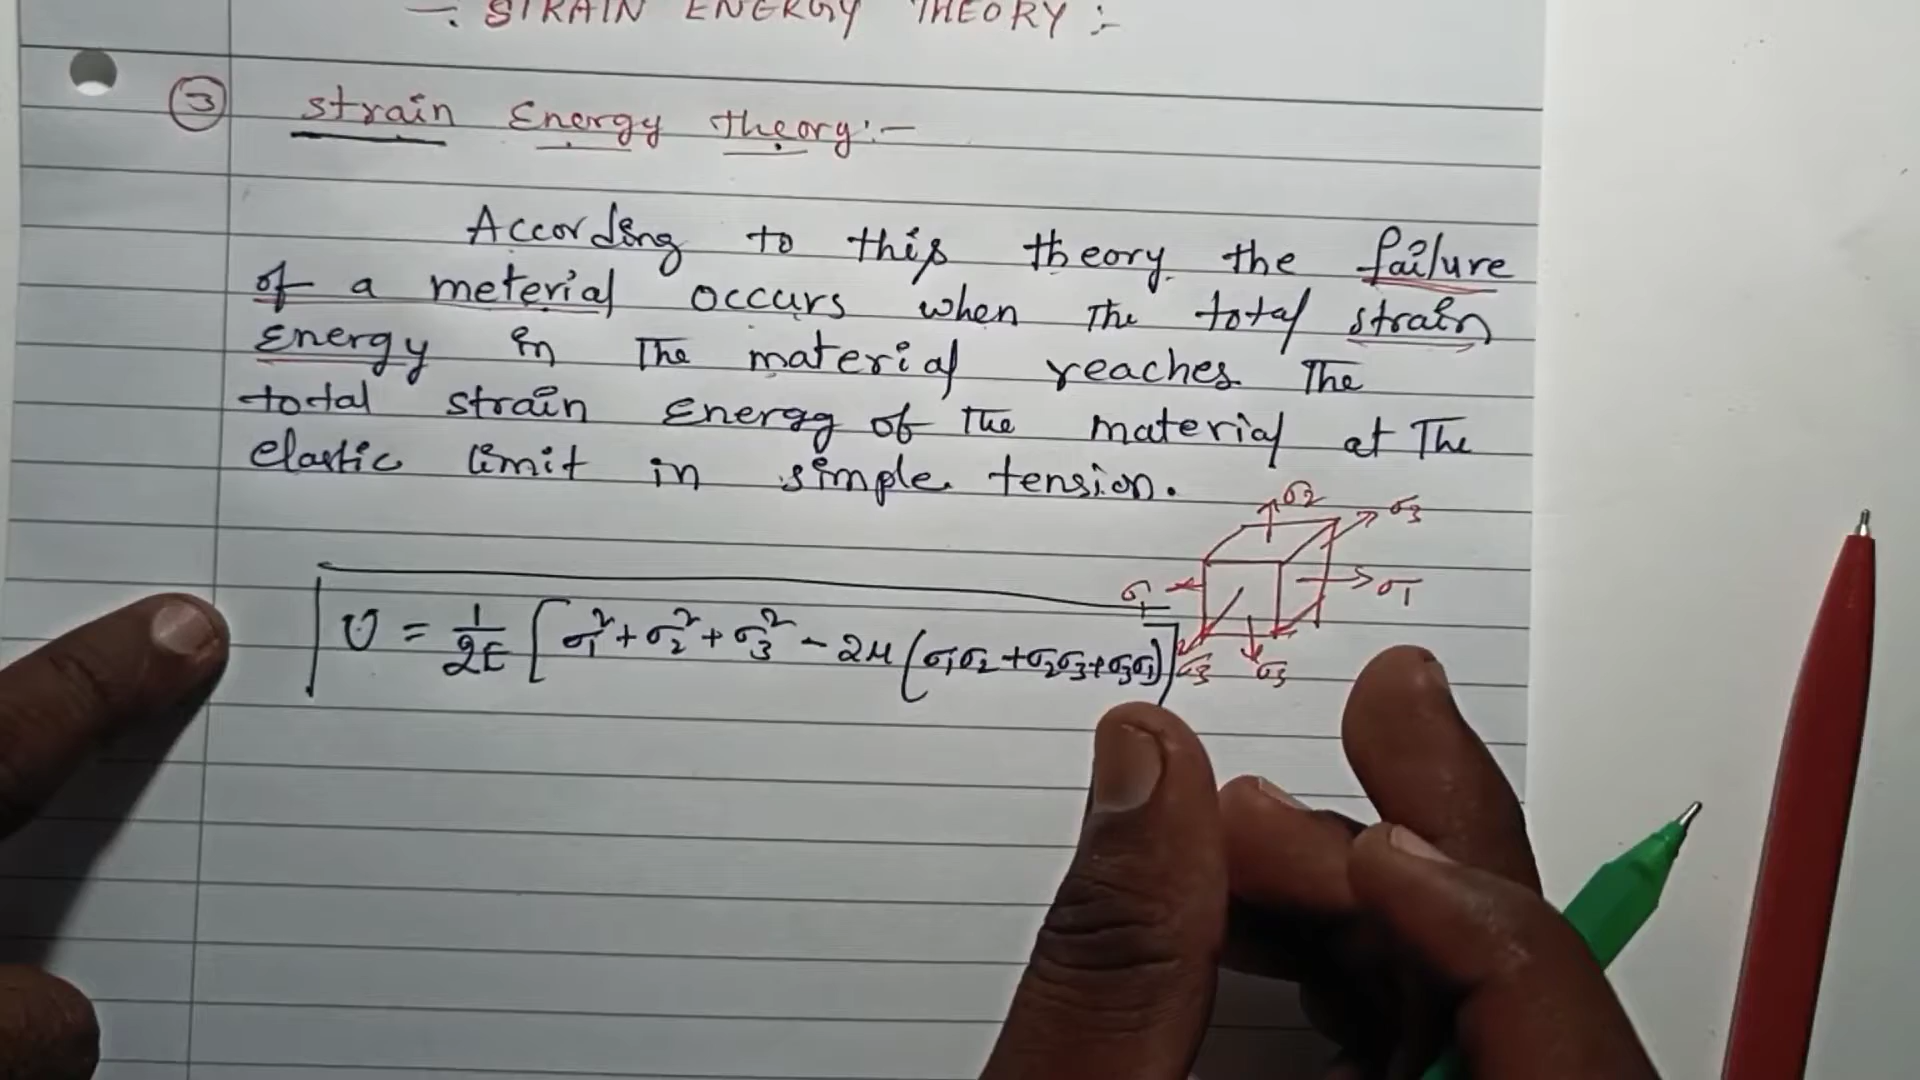 -: STRAIN ENERGY THEORY :-
3 strain Energy theory:-
According to this theory the failure
of a meterial occurs when The total strain
Energy in The material reaches The
total strain Energy of The material at The
elastic limit in simple tension.
σ2 σ3
σ1 σ1
U = 1/2E [σ1² + σ2² + σ3² - 2μ (σ1σ2 + σ2σ3 + σ3σ1)]
σ3 σ3